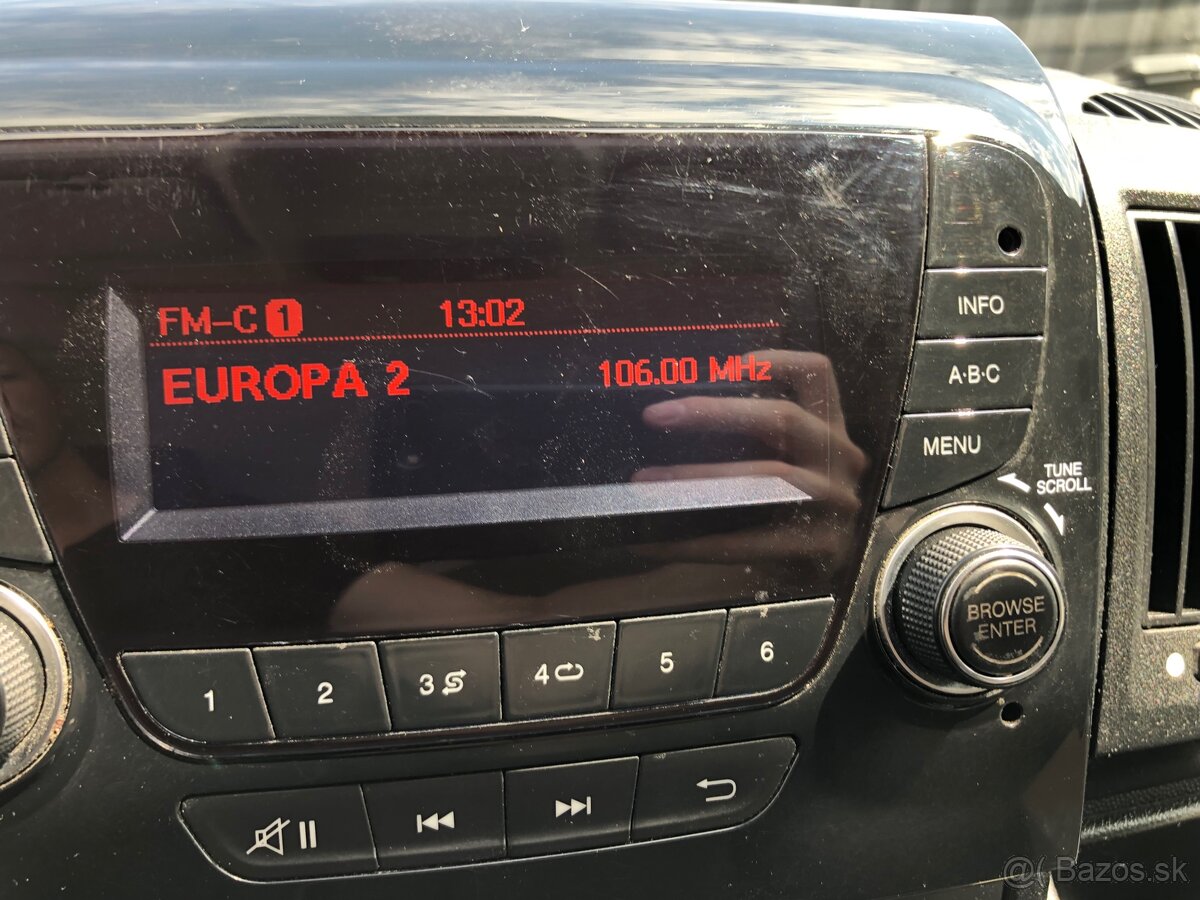 FM-C 1 13:02
EUROPA 2 106.00 MHz
INFO
A·B·C
MENU
TUNE
SCROLL
BROWSE
ENTER
1 2 3 4 5 6
@( Bazos.sk